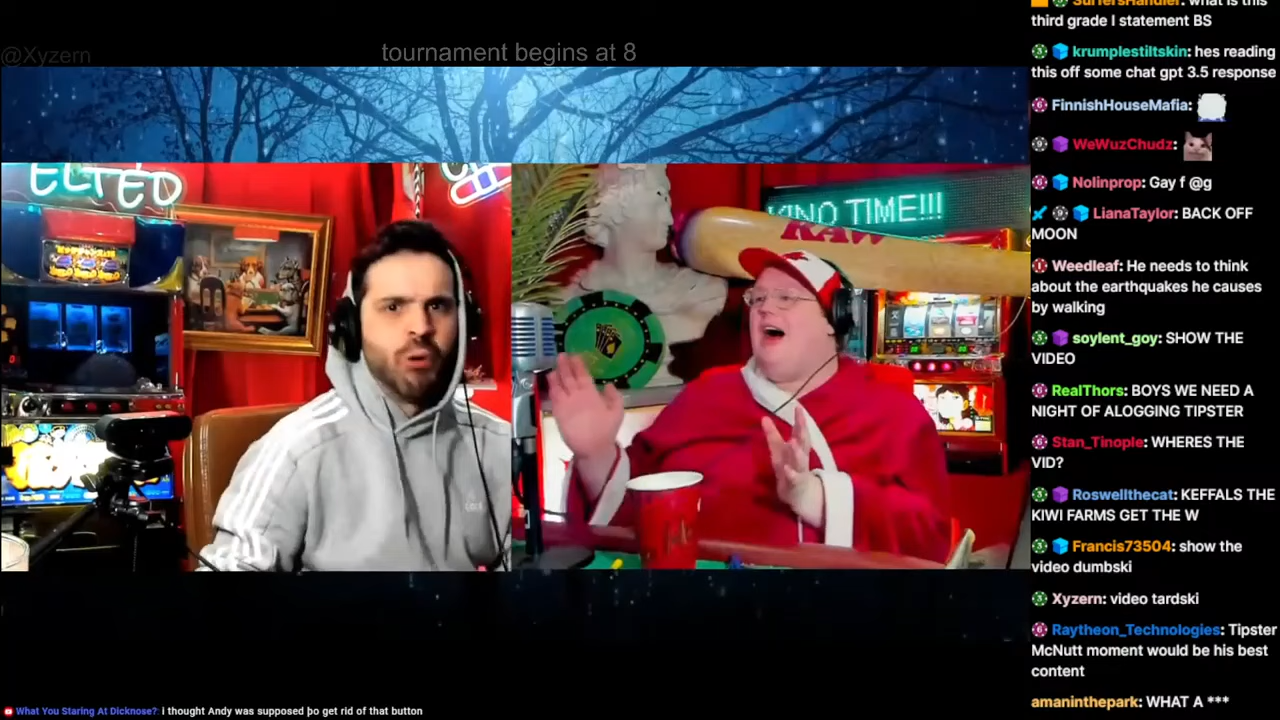 @Xyzern
tournament begins at 8
ELTED
KINO TIME!!!
RAW
SurfersHandler: what is this
third grade I statement BS
krumplestiltskin: hes reading
this off some chat gpt 3.5 response
FinnishHouseMafia:
WeWuzChudz:
Nolinprop: Gay f @g
LianaTaylor: BACK OFF
MOON
Weedleaf: He needs to think
about the earthquakes he causes
by walking
soylent_goy: SHOW THE
VIDEO
RealThors: BOYS WE NEED A
NIGHT OF ALOGGING TIPSTER
Stan_Tinople: WHERES THE
VID?
Roswellthecat: KEFFALS THE
KIWI FARMS GET THE W
Francis73504: show the
video dumbski
Xyzern: video tardski
Raytheon_Technologies: Tipster
McNutt moment would be his best
content
amaninthepark: WHAT A ***
What You Staring At Dicknose?: i thought Andy was supposed þo get rid of that button